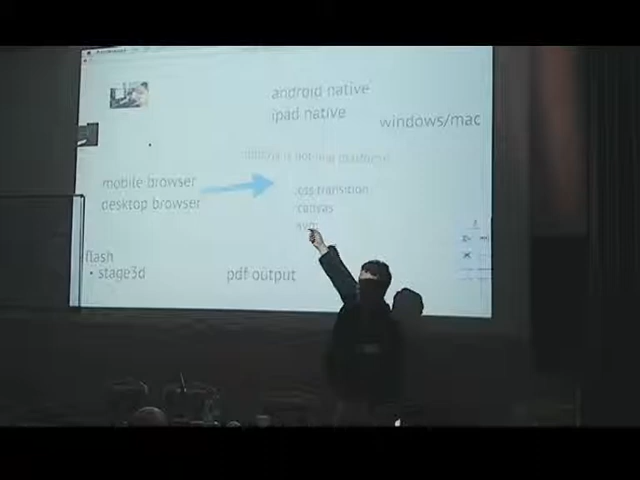 android native
ipad native
windows/mac
mobile browser
desktop browser
css transition
canvas
flash
• stage3d
pdf output